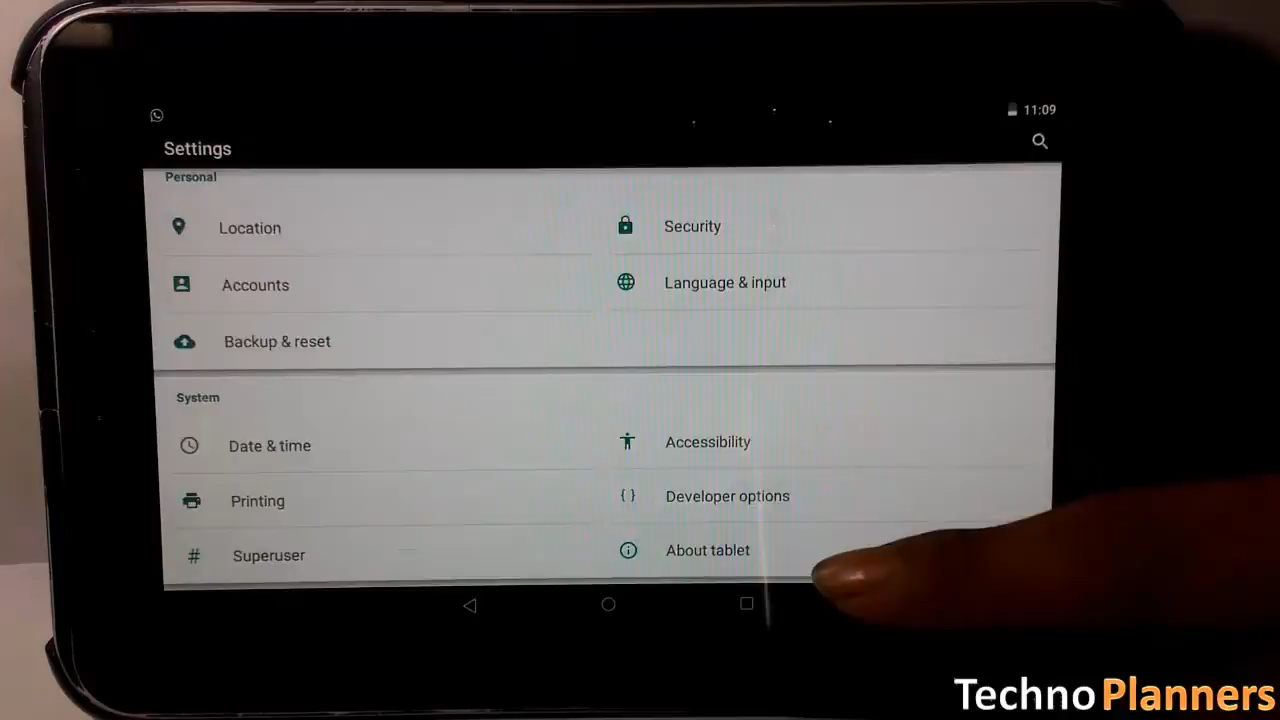 11:09
Settings
Personal
Location
Security
Accounts
Language & input
Backup & reset
System
Date & time
Accessibility
Printing
{ } Developer options
# Superuser
About tablet
TechnoPlanners